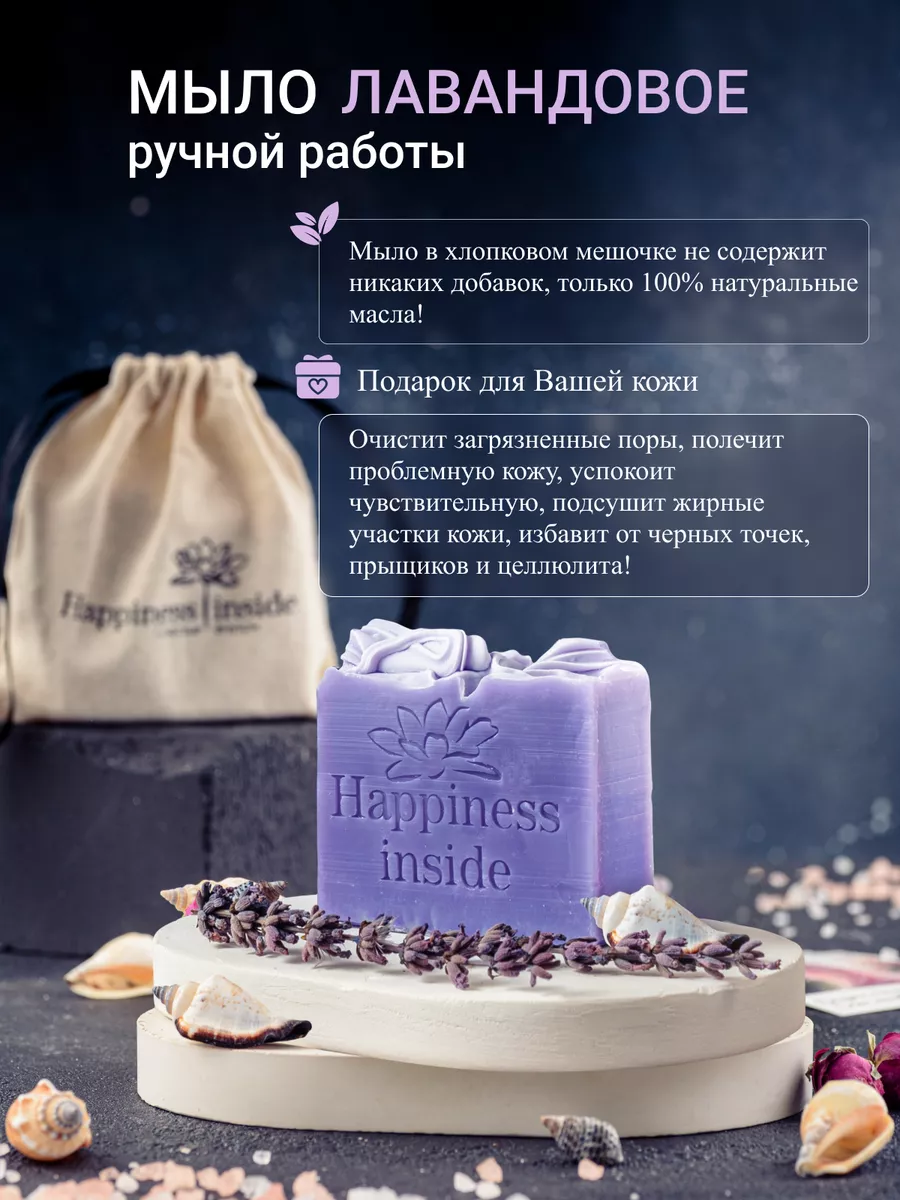 МЫЛО ЛАВАНДОВОЕ
ручной работы
Мыло в хлопковом мешочке не содержит
никаких добавок, только 100% натуральные
масла!
Подарок для Вашей кожи
Очистит загрязненные поры, полечит
проблемную кожу, успокоит
чувствительную, подсушит жирные
участки кожи, избавит от черных точек,
прыщиков и целлюлита!
Happiness inside
Happiness
inside